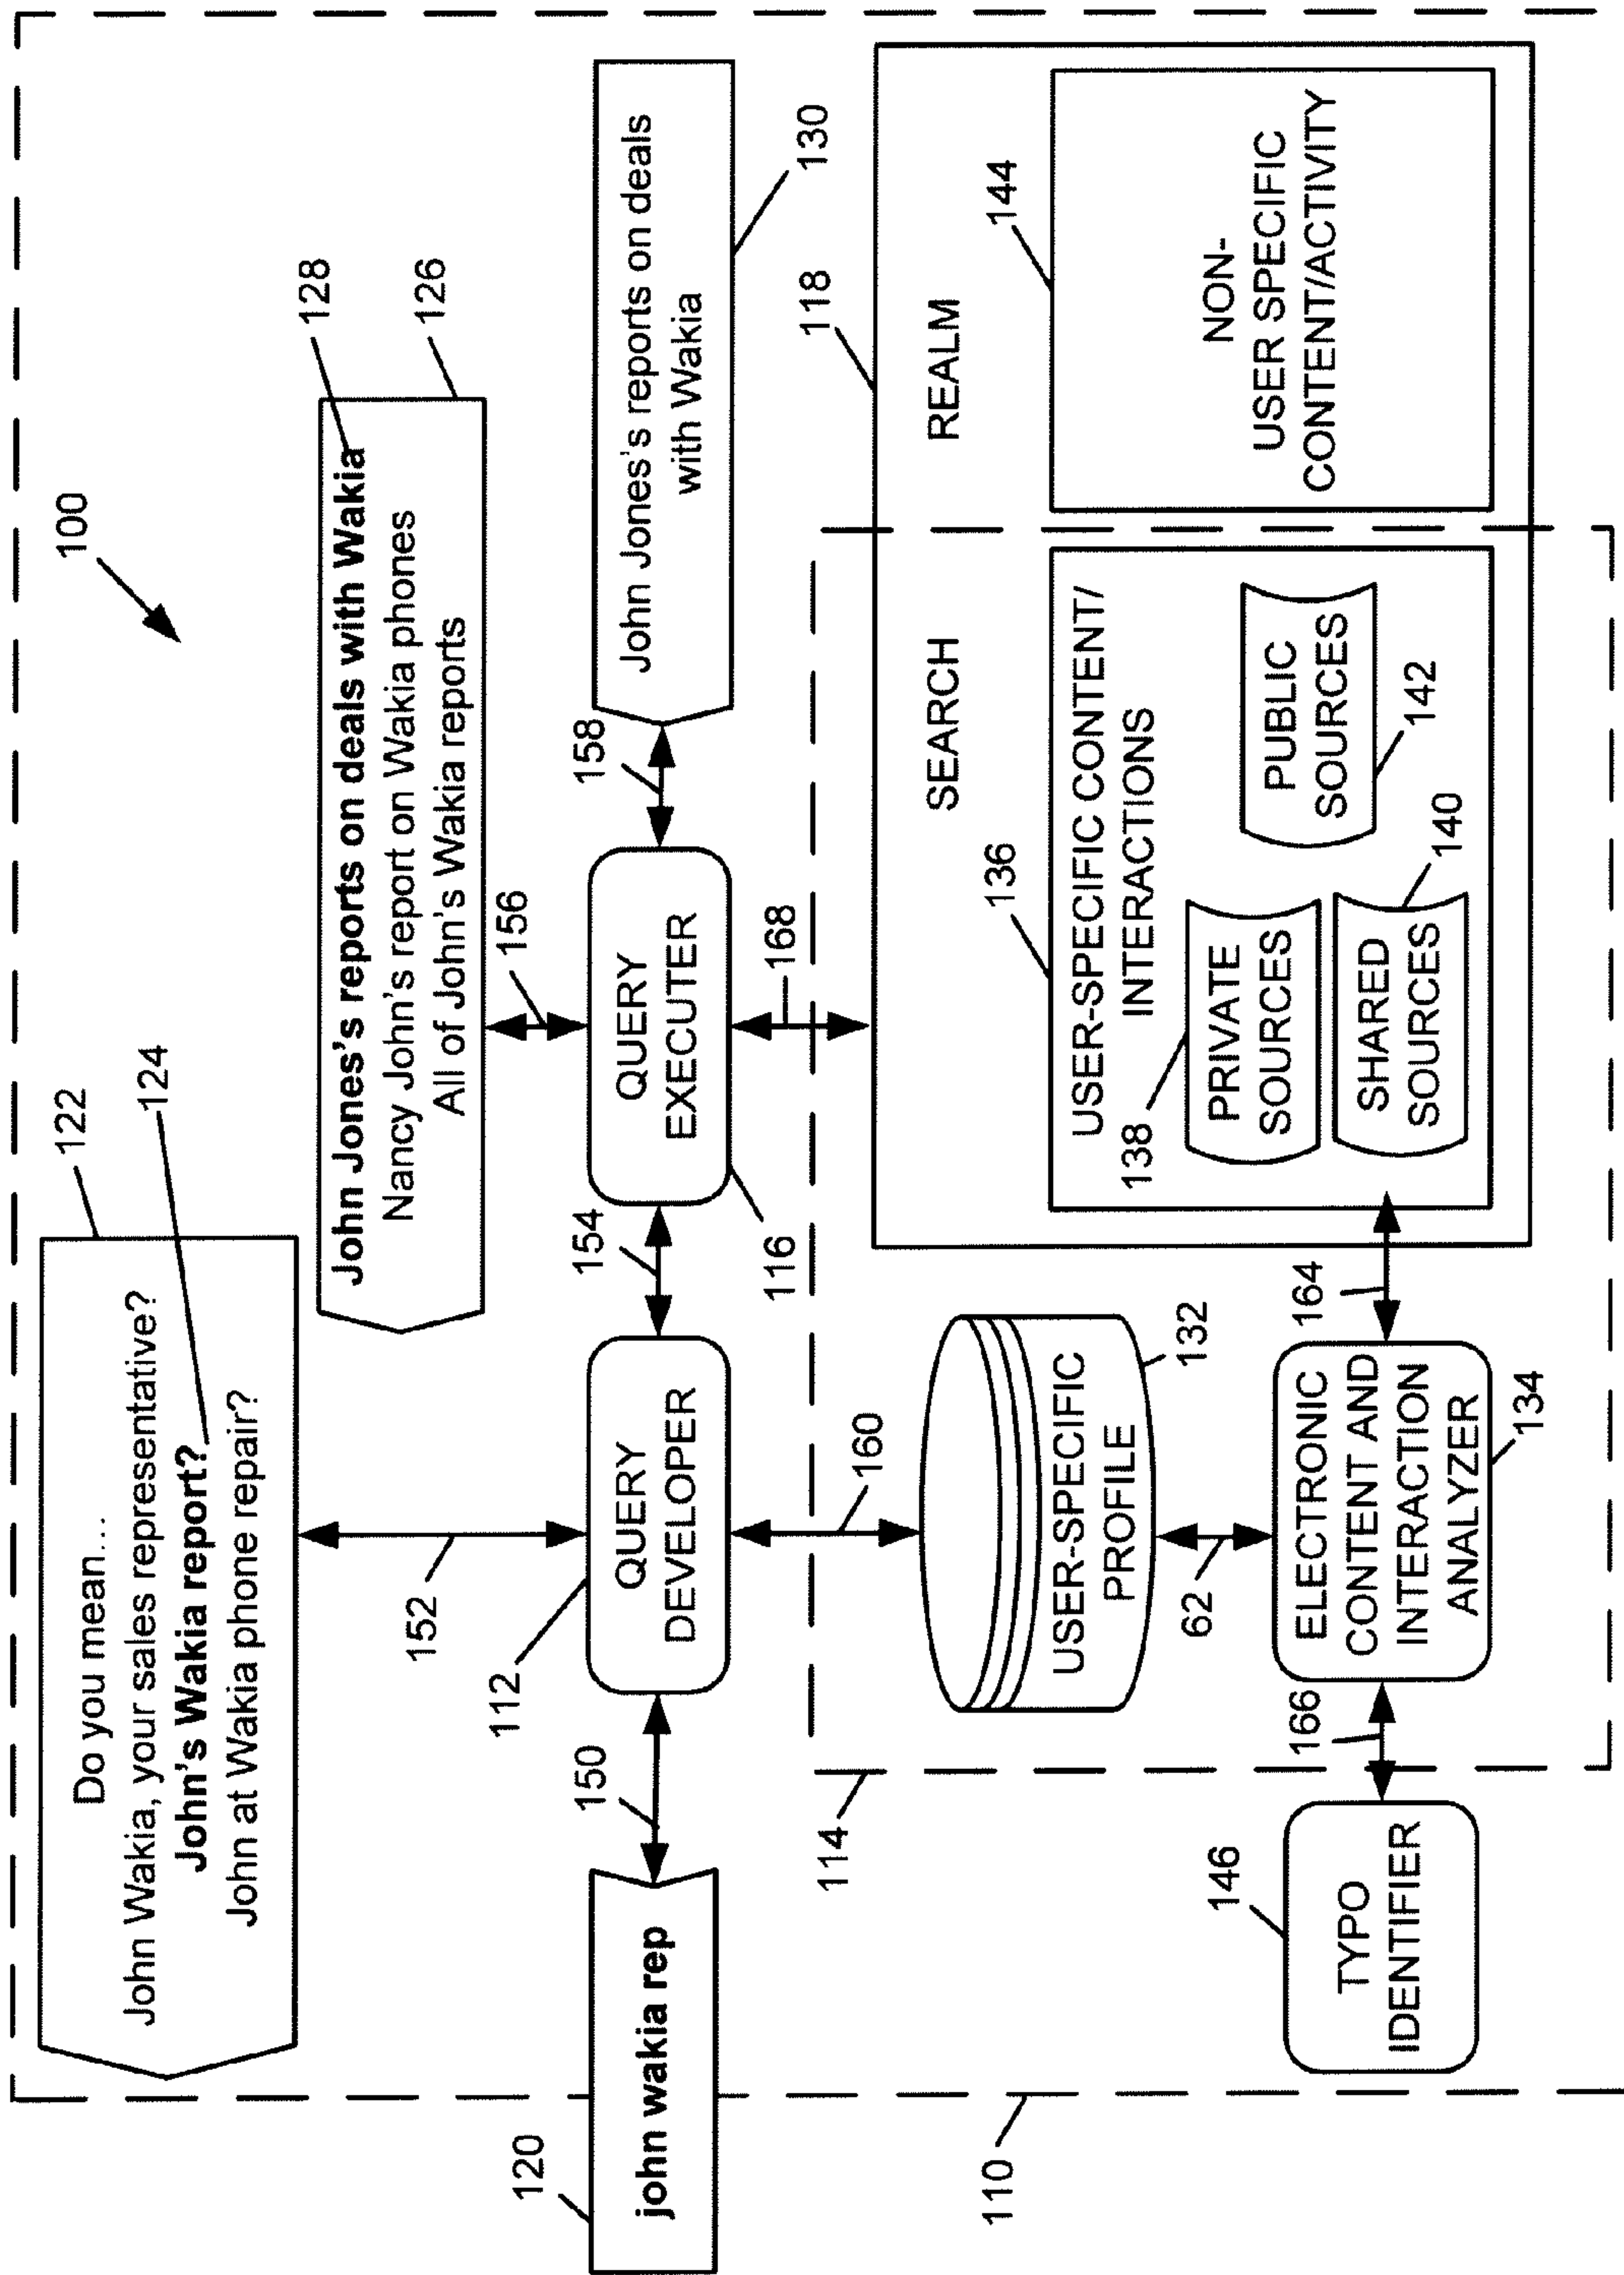 100
122
Do you mean...
John Wakia, your sales representative?
John's Wakia report?
John at Wakia phone repair?
124
128
John Jones's reports on deals with Wakia
Nancy John's report on Wakia phones
All of John's Wakia reports
126
152
156
120
john wakia rep
150
112
QUERY
DEVELOPER
154
QUERY
EXECUTER
116
158
John Jones's reports on deals
with Wakia
130
110
114
160
168
118
USER-SPECIFIC
PROFILE
132
62
SEARCH
REALM
136
USER-SPECIFIC CONTENT/
INTERACTIONS
138
PRIVATE
SOURCES
SHARED
SOURCES
140
PUBLIC
SOURCES
142
144
NON-
USER SPECIFIC
CONTENT/ACTIVITY
146
TYPO
IDENTIFIER
166
ELECTRONIC
CONTENT AND
INTERACTION
ANALYZER
134
164